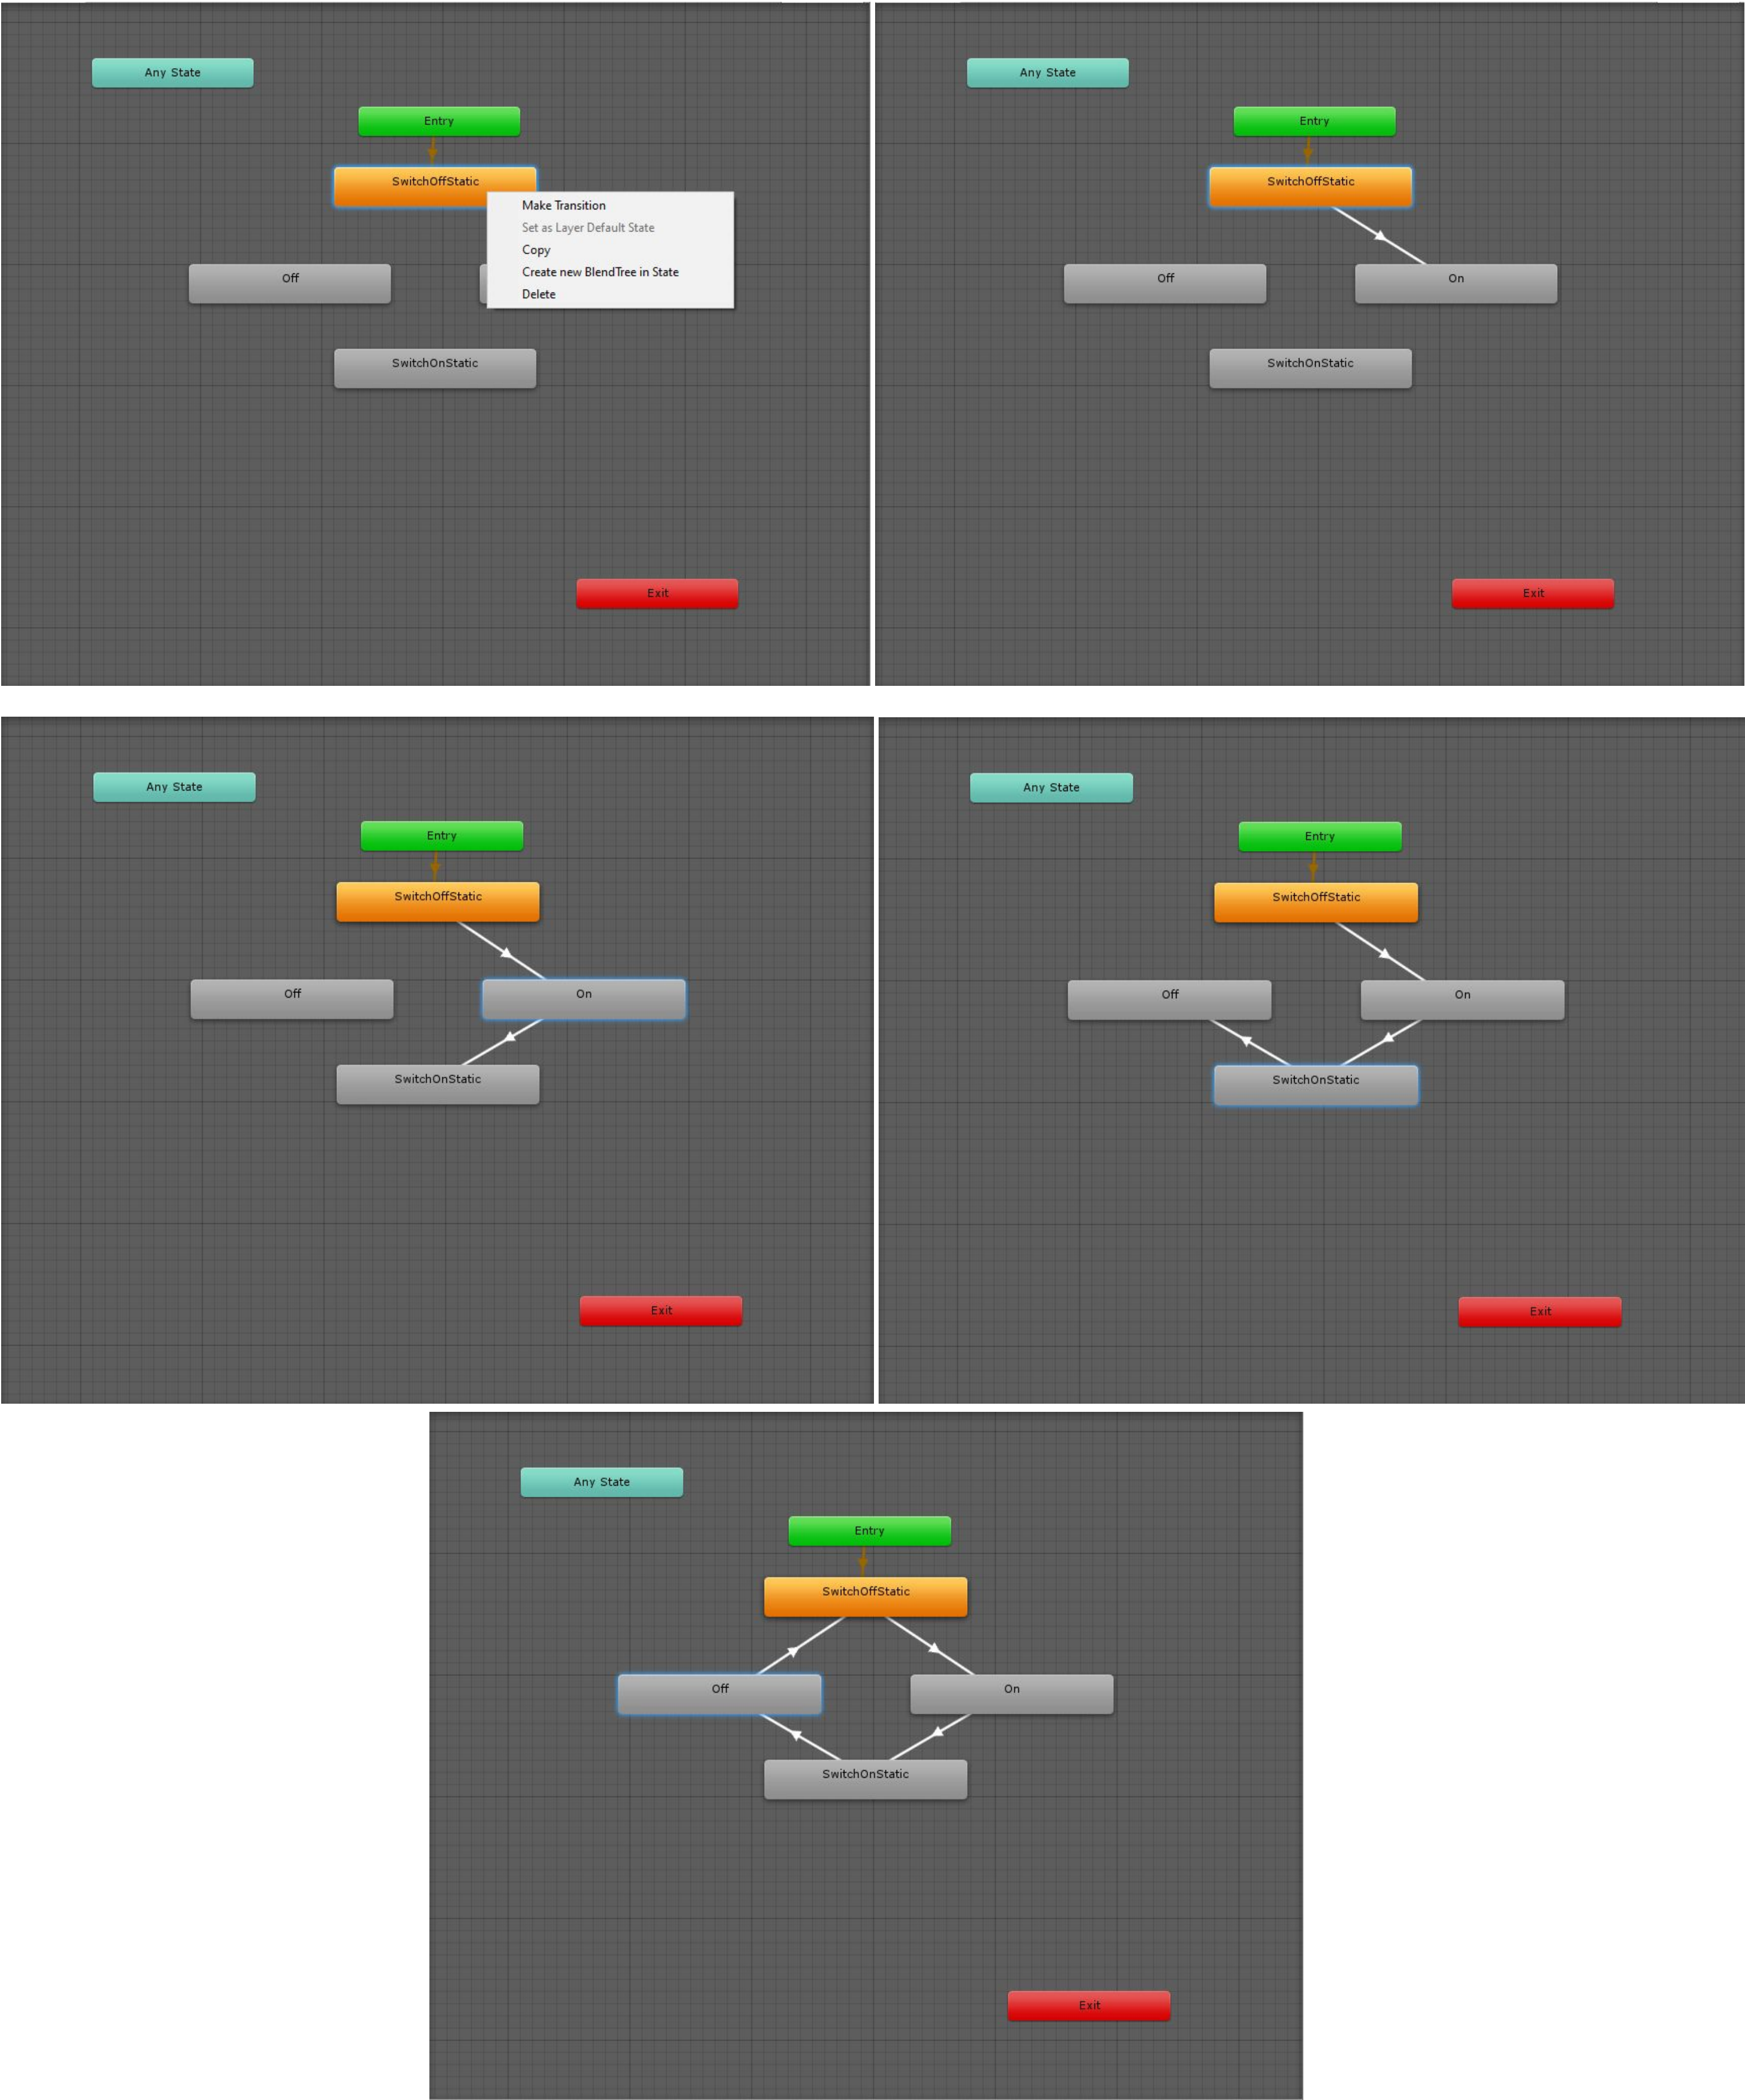 Any State
Entry
SwitchOffStatic
Make Transition
Set as Layer Default State
Copy
Create new BlendTree in State
Delete
Off
SwitchOnStatic
Exit
Any State
Entry
SwitchOffStatic
Off
On
SwitchOnStatic
Exit
Any State
Entry
SwitchOffStatic
Off
On
SwitchOnStatic
Exit
Any State
Entry
SwitchOffStatic
Off
On
SwitchOnStatic
Exit
Any State
Entry
SwitchOffStatic
Off
On
SwitchOnStatic
Exit